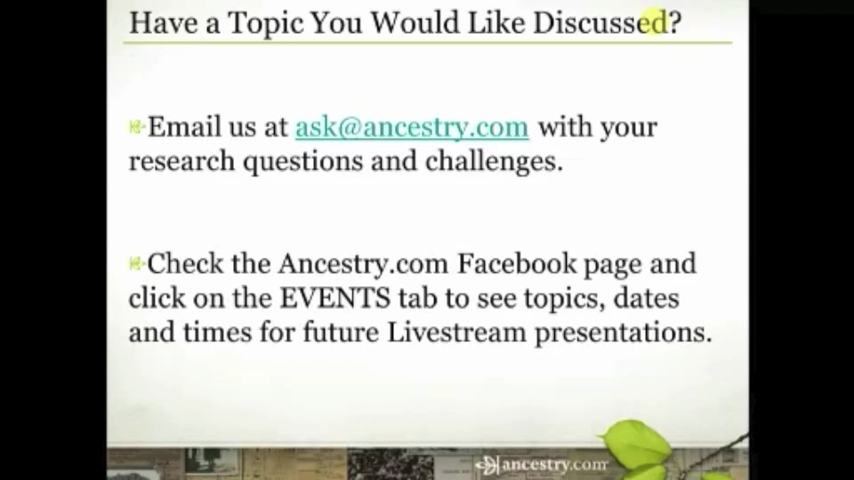 Have a Topic You Would Like Discussed?
Email us at ask@ancestry.com with your
research questions and challenges.
Check the Ancestry.com Facebook page and
click on the EVENTS tab to see topics, dates
and times for future Livestream presentations.
ancestry.com